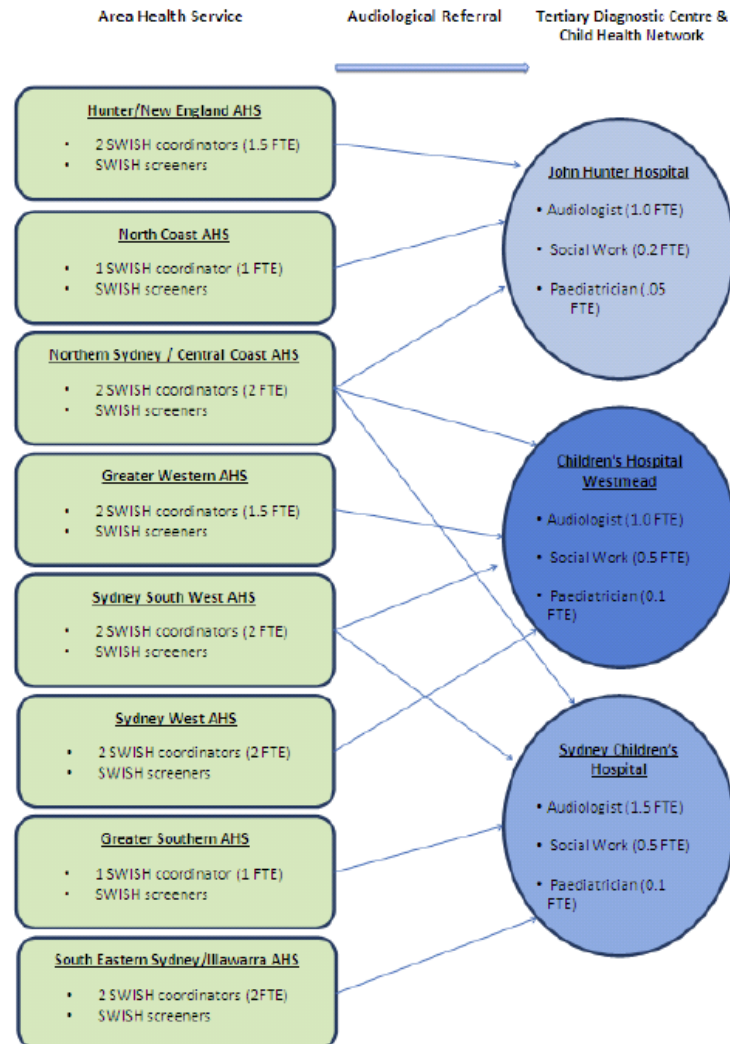 Area Health Service
Audiological Referral
Tertiary Diagnostic Centre &
Child Health Network
Hunter/New England AHS
• 2 SWISH coordinators (1.5 FTE)
• SWISH screeners
North Coast AHS
• 1 SWISH coordinator (1 FTE)
• SWISH screeners
Northern Sydney / Central Coast AHS
• 2 SWISH coordinators (2 FTE)
• SWISH screeners
Greater Western AHS
• 2 SWISH coordinators (1.5 FTE)
• SWISH screeners
Sydney South West AHS
• 2 SWISH coordinators (2 FTE)
• SWISH screeners
Sydney West AHS
• 2 SWISH coordinators (2 FTE)
• SWISH screeners
Greater Southern AHS
• 1 SWISH coordinator (1 FTE)
• SWISH screeners
South Eastern Sydney/Illawarra AHS
• 2 SWISH coordinators (2FTE)
• SWISH screeners
John Hunter Hospital
• Audiologist (1.0 FTE)
• Social Work (0.2 FTE)
• Paediatrician (.05
FTE)
Children's Hospital
Westmead
• Audiologist (1.0 FTE)
• Social Work (0.5 FTE)
• Paediatrician (0.1
FTE)
Sydney Children's
Hospital
• Audiologist (1.5 FTE)
• Social Work (0.5 FTE)
• Paediatrician (0.1
FTE)